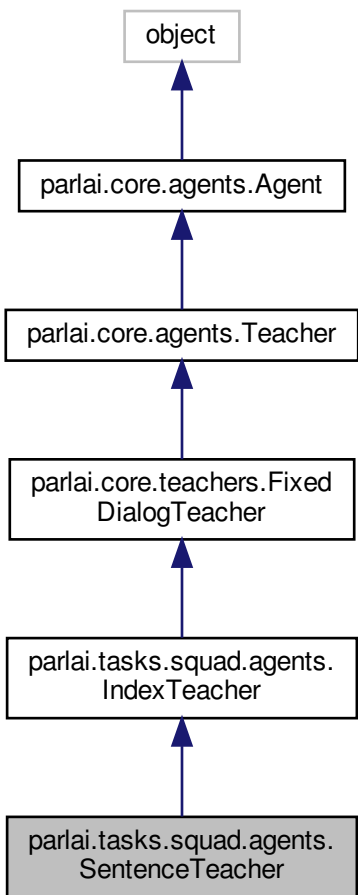 object
parlai.core.agents.Agent
parlai.core.agents.Teacher
parlai.core.teachers.Fixed
DialogTeacher
parlai.tasks.squad.agents.
IndexTeacher
parlai.tasks.squad.agents.
SentenceTeacher